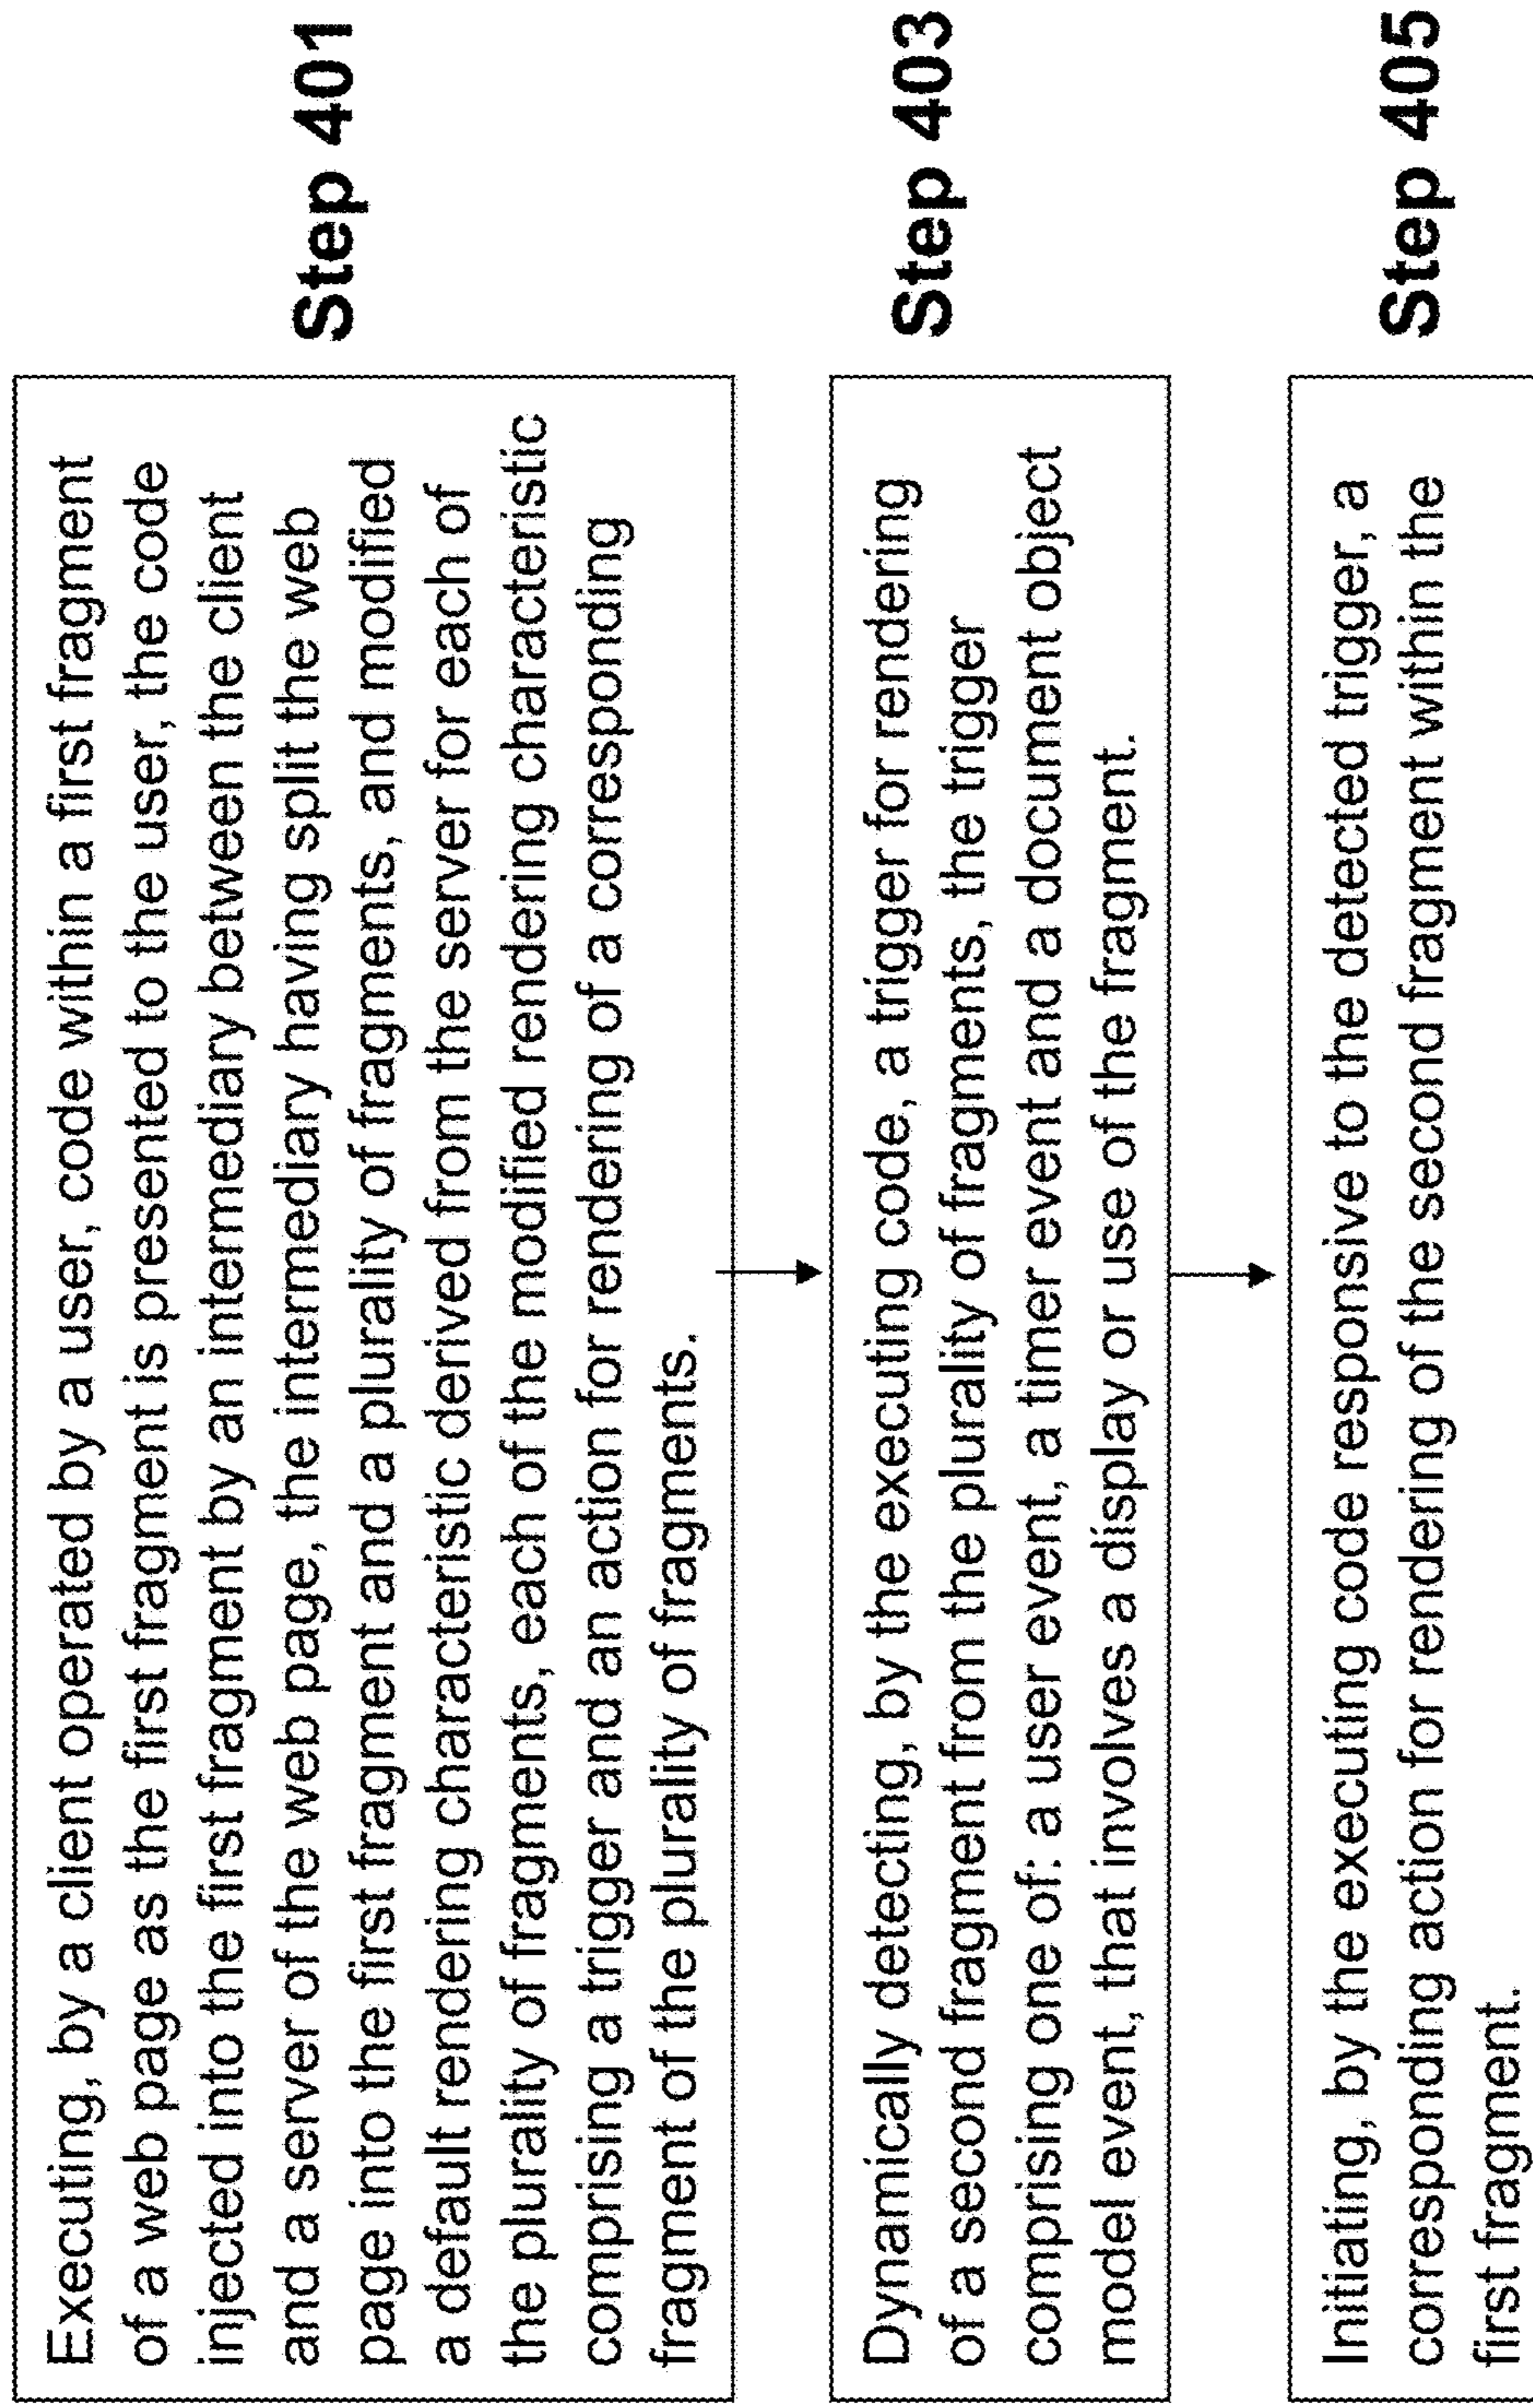 Executing, by a client operated by a user, code within a first fragment
of a web page as the first fragment is presented to the user, the code
injected into the first fragment by an intermediary between the client
and a server of the web page, the intermediary having split the web
page into the first fragment and a plurality of fragments, and modified
a default rendering characteristic derived from the server for each of
the plurality of fragments, each of the modified rendering characteristic
comprising a trigger and an action for rendering of a corresponding
fragment of the plurality of fragments.
Step 401
Dynamically detecting, by the executing code, a trigger for rendering
of a second fragment from the plurality of fragments, the trigger
comprising one of: a user event, a timer event and a document object
model event, that involves a display or use of the fragment.
Step 403
Initiating, by the executing code responsive to the detected trigger, a
corresponding action for rendering of the second fragment within the
first fragment.
Step 405